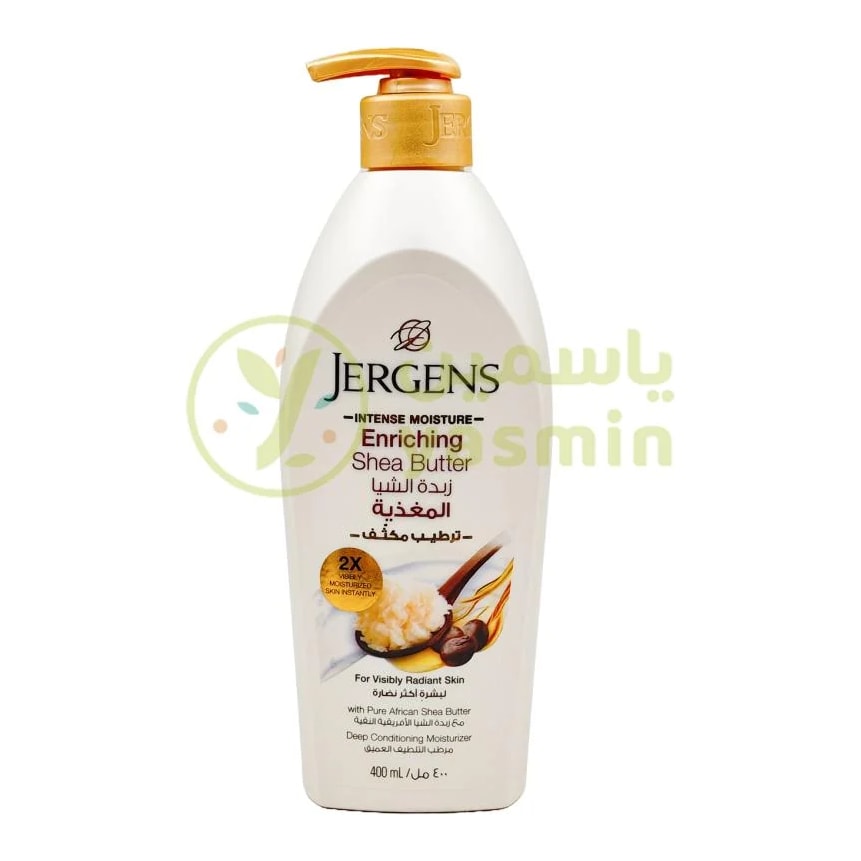 JERGENS
JERGENS
INTENSE MOISTURE
Enriching
Shea Butter
زبدة الشيا
المغذية
ترطيب مكثّف
ياسمين
yasmin
2X
VISIBLY
MOISTURIZED
SKIN INSTANTLY
For Visibly Radiant Skin
لبشرة أكثر نضارة
with Pure African Shea Butter
مع زبدة الشيا الأفريقية النقية
Deep Conditioning Moisturizer
مرطب التلطيف العميق
400 mL/٤٠٠ مل